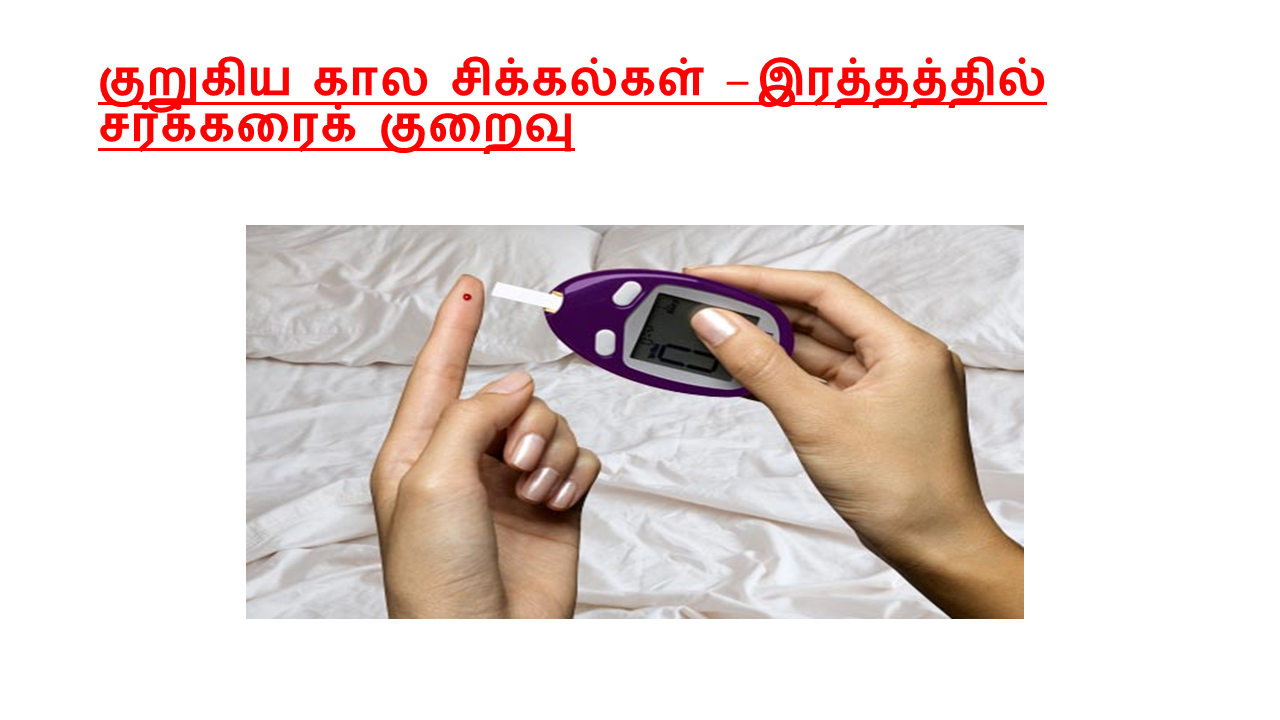 குறுகிய கால சிக்கல்கள் –இரத்தத்தில்
சர்க்கரைக் குறைவு